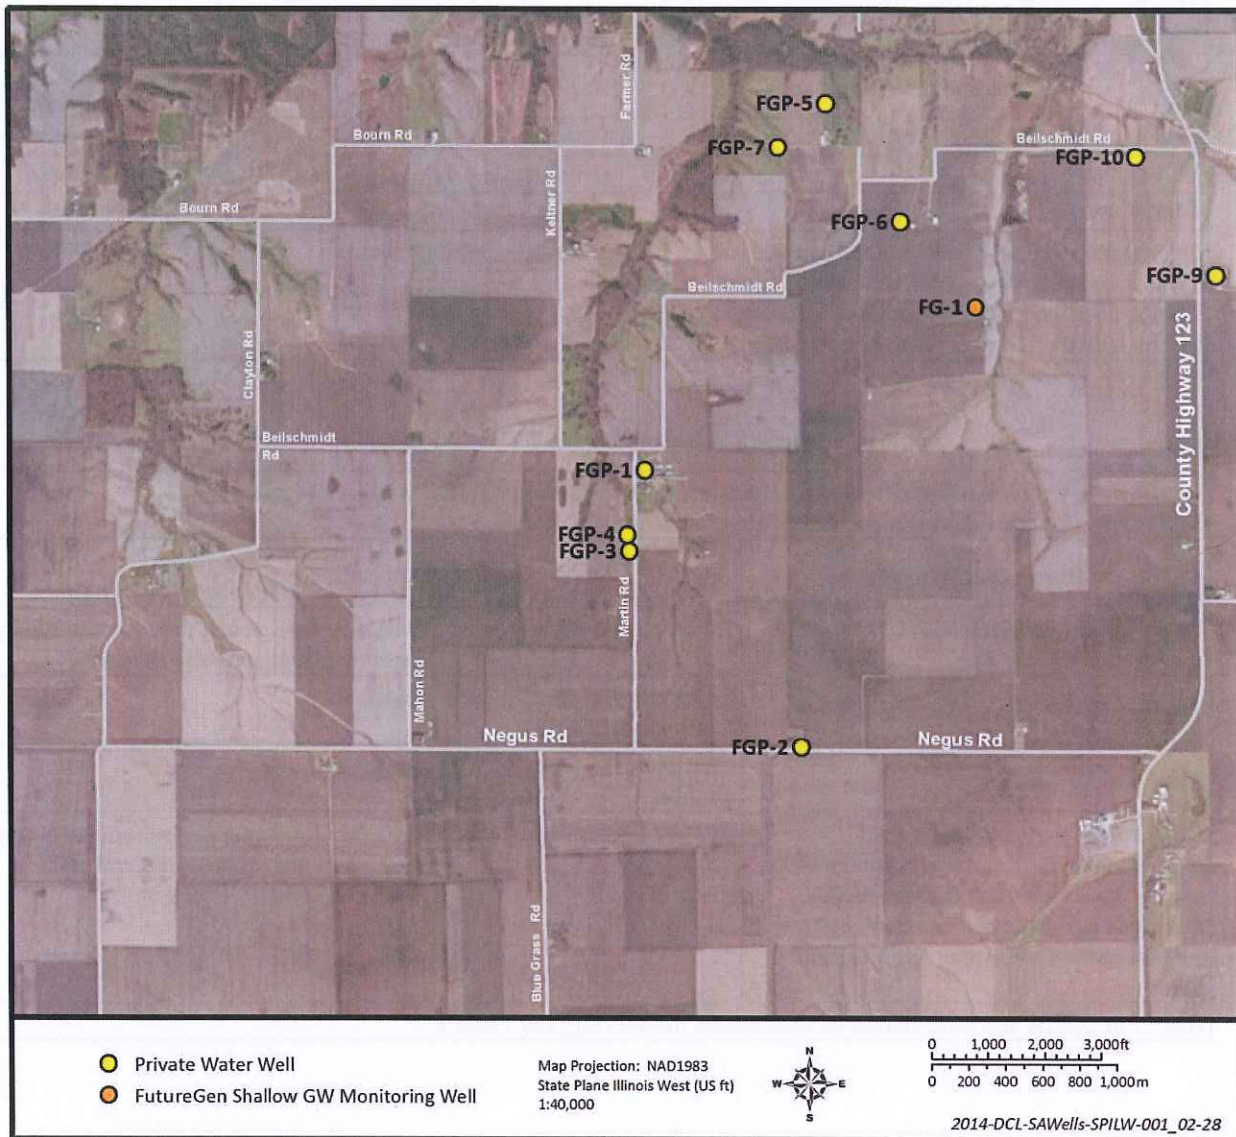 Farmer Rd
FGP-5
Bourn Rd
FGP-7
Beilschmidt Rd
FGP-10
Bourn Rd
Keltner Rd
FGP-6
FGP-9
Beilschmidt Rd
FG-1
Clayton Rd
County Highway 123
Beilschmidt
Rd
FGP-1
FGP-4
FGP-3
Martin Rd
Mahon Rd
Negus Rd
FGP-2
Negus Rd
Blue Grass Rd
Private Water Well
FutureGen Shallow GW Monitoring Well
Map Projection: NAD1983
State Plane Illinois West (US ft)
1:40,000
N
W E
S
0 1,000 2,000 3,000ft
0 200 400 600 800 1,000m
2014-DCL-SAWells-SPILW-001_02-28